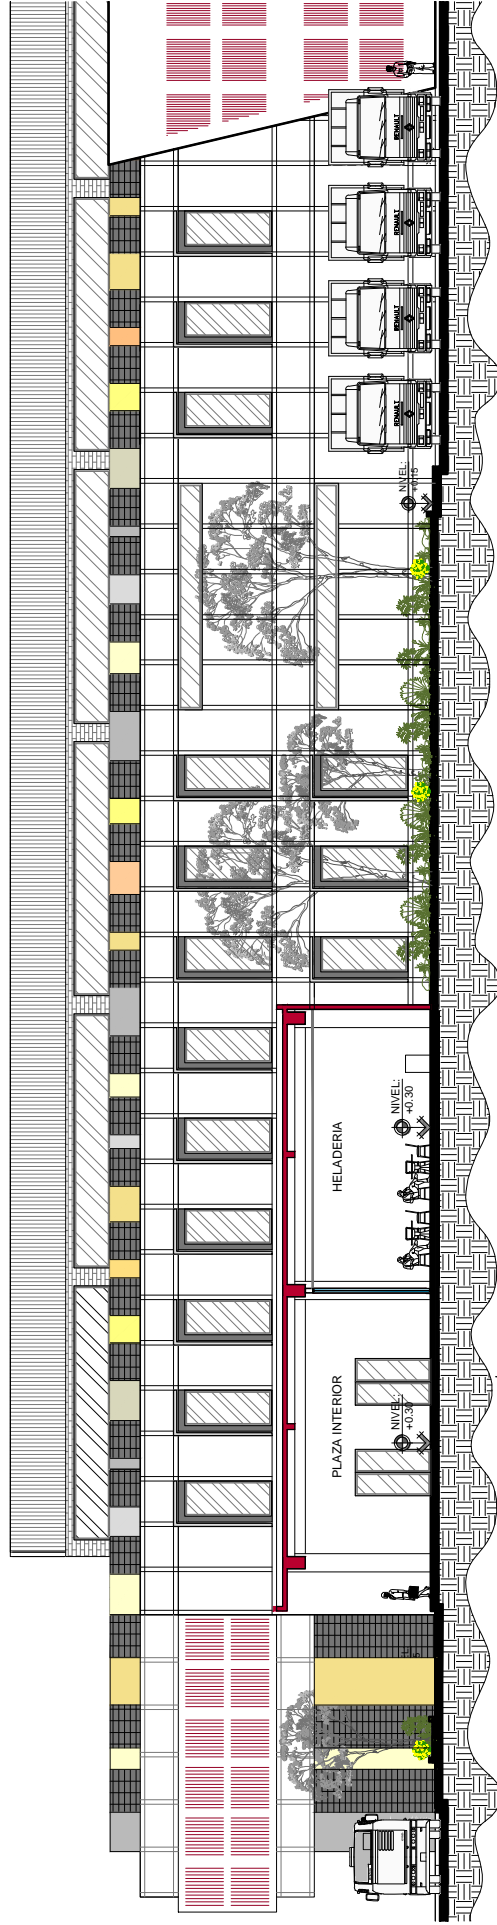 PLAZA INTERIOR
NIVEL:
+0.30
HELADERIA
NIVEL:
+0.30
NIVEL:
+0.15
RENAULT
RENAULT
RENAULT
RENAULT